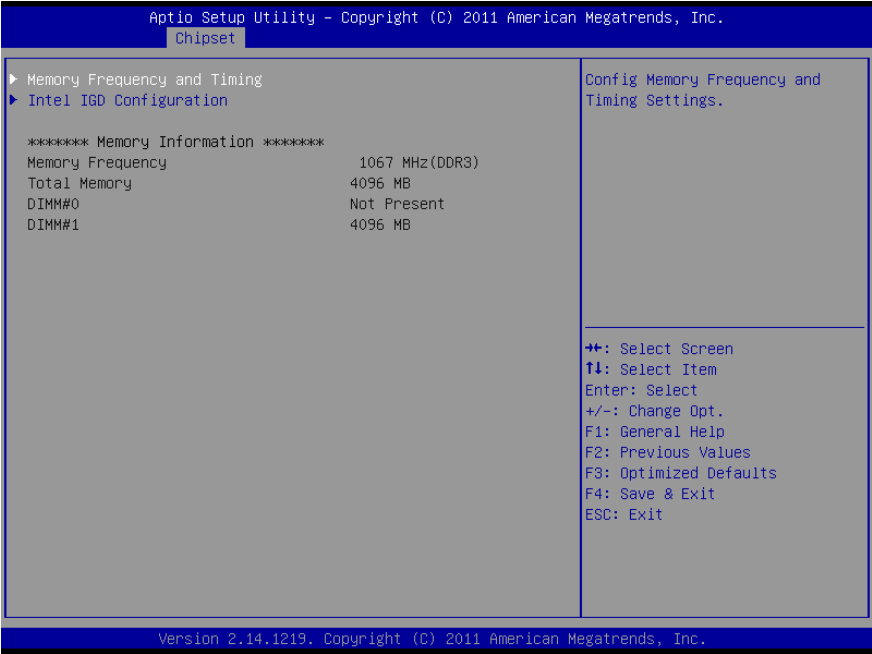 Aptio Setup Utility – Copyright (C) 2011 American Megatrends, Inc.
Chipset
Memory Frequency and Timing
Intel IGD Configuration
******* Memory Information *******
Memory Frequency 1067 MHz(DDR3)
Total Memory 4096 MB
DIMM#0 Not Present
DIMM#1 4096 MB
Config Memory Frequency and
Timing Settings.
→←: Select Screen
↑↓: Select Item
Enter: Select
+/-: Change Opt.
F1: General Help
F2: Previous Values
F3: Optimized Defaults
F4: Save & Exit
ESC: Exit
Version 2.14.1219. Copyright (C) 2011 American Megatrends, Inc.